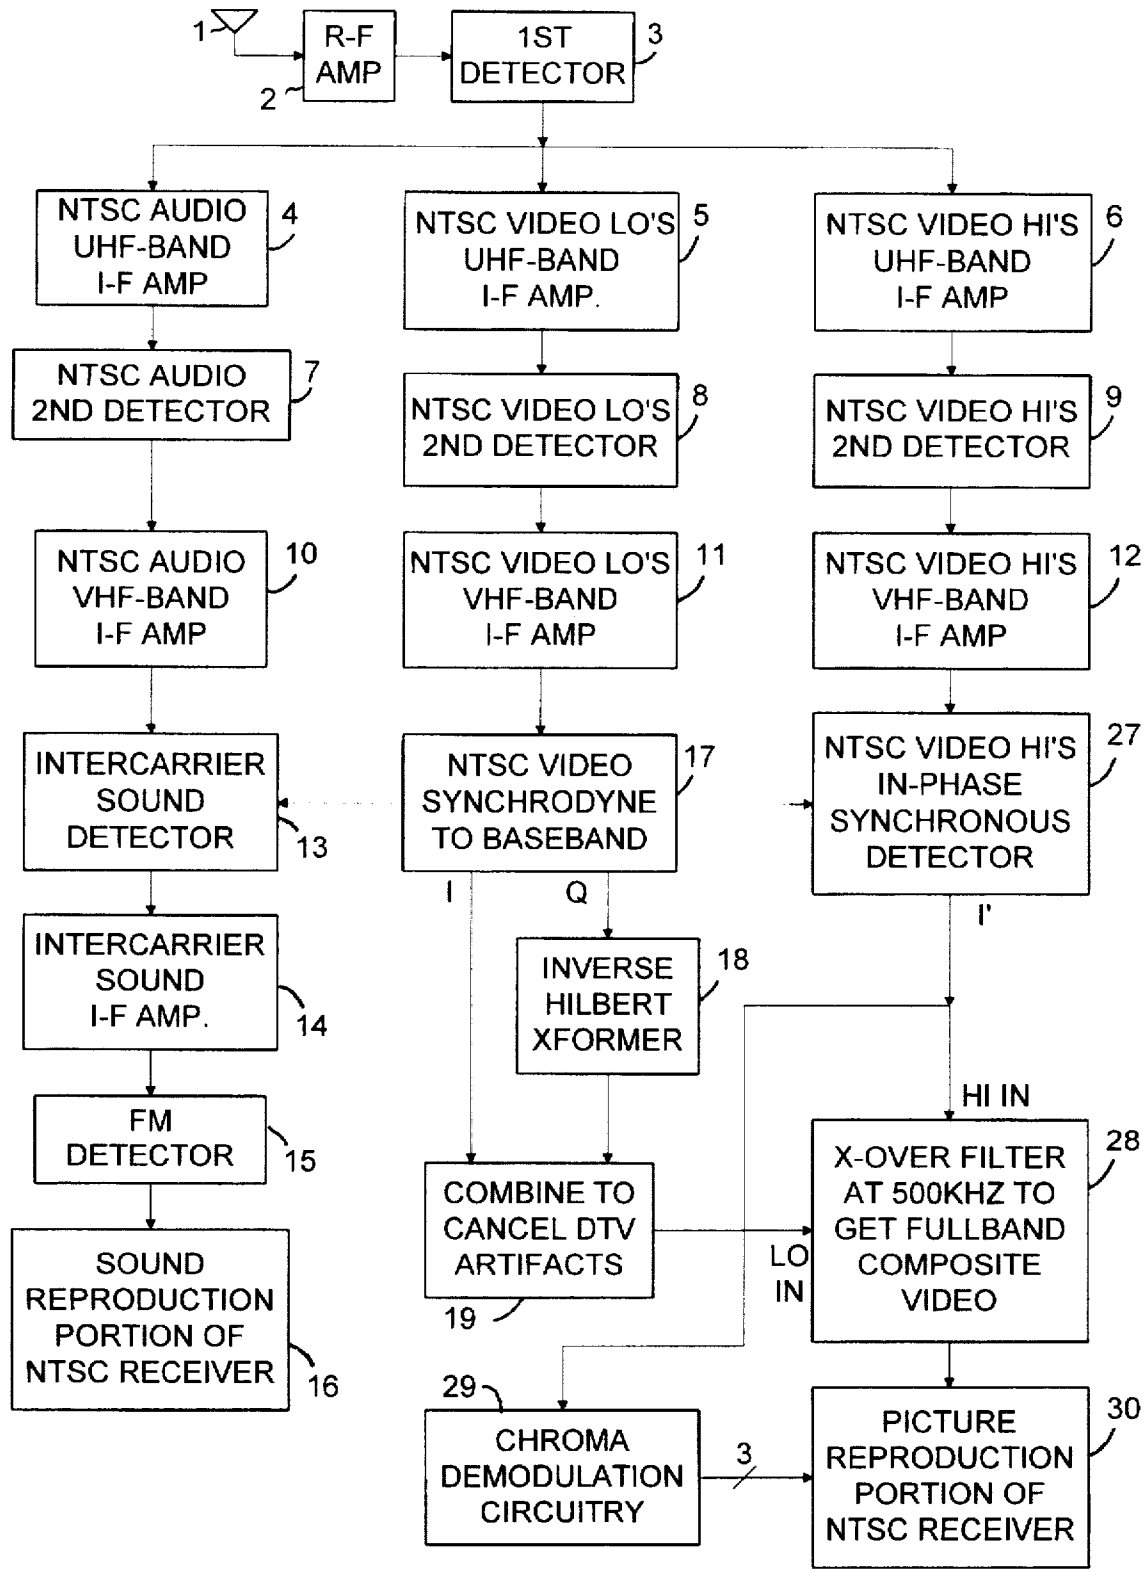 1
R-F
AMP
2
1ST
DETECTOR
3
NTSC AUDIO
UHF-BAND
I-F AMP
4
NTSC VIDEO LO'S
UHF-BAND
I-F AMP.
5
NTSC VIDEO HI'S
UHF-BAND
I-F AMP
6
NTSC AUDIO
2ND DETECTOR
7
NTSC VIDEO LO'S
2ND DETECTOR
8
NTSC VIDEO HI'S
2ND DETECTOR
9
NTSC AUDIO
VHF-BAND
I-F AMP
10
NTSC VIDEO LO'S
VHF-BAND
I-F AMP
11
NTSC VIDEO HI'S
VHF-BAND
I-F AMP
12
INTERCARRIER
SOUND
DETECTOR
13
NTSC VIDEO
SYNCHRODYNE
TO BASEBAND
17
NTSC VIDEO HI'S
IN-PHASE
SYNCHRONOUS
DETECTOR
27
I
Q
I'
INTERCARRIER
SOUND
I-F AMP.
14
INVERSE
HILBERT
XFORMER
18
HI IN
FM
DETECTOR
15
COMBINE TO
CANCEL DTV
ARTIFACTS
19
LO
IN
X-OVER FILTER
AT 500KHZ TO
GET FULLBAND
COMPOSITE
VIDEO
28
SOUND
REPRODUCTION
PORTION OF
NTSC RECEIVER
16
29
CHROMA
DEMODULATION
CIRCUITRY
3
PICTURE
REPRODUCTION
PORTION OF
NTSC RECEIVER
30